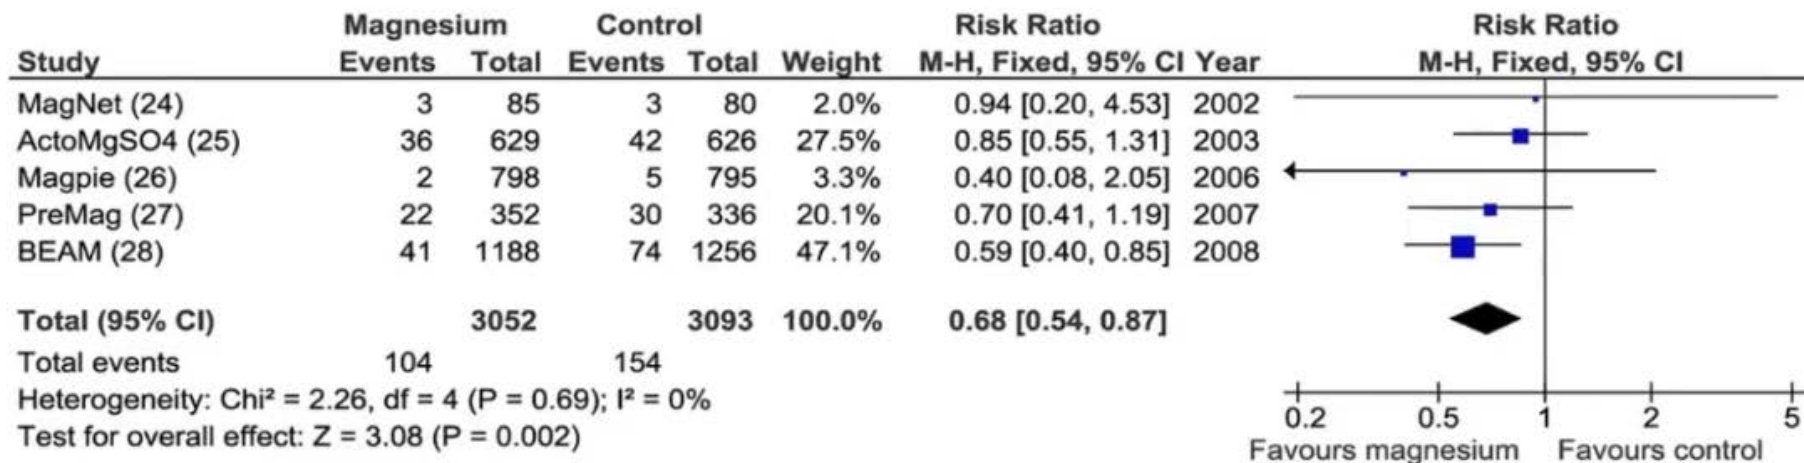 Magnesium Control Risk Ratio Risk Ratio
Study Events Total Events Total Weight M-H, Fixed, 95% CI Year M-H, Fixed, 95% CI
MagNet (24) 3 85 3 80 2.0% 0.94 [0.20, 4.53] 2002
ActoMgSO4 (25) 36 629 42 626 27.5% 0.85 [0.55, 1.31] 2003
Magpie (26) 2 798 5 795 3.3% 0.40 [0.08, 2.05] 2006
PreMag (27) 22 352 30 336 20.1% 0.70 [0.41, 1.19] 2007
BEAM (28) 41 1188 74 1256 47.1% 0.59 [0.40, 0.85] 2008
Total (95% CI) 3052 3093 100.0% 0.68 [0.54, 0.87]
Total events 104 154
Heterogeneity: Chi² = 2.26, df = 4 (P = 0.69); I² = 0%
Test for overall effect: Z = 3.08 (P = 0.002)
0.2 0.5 1 2 5
Favours magnesium Favours control